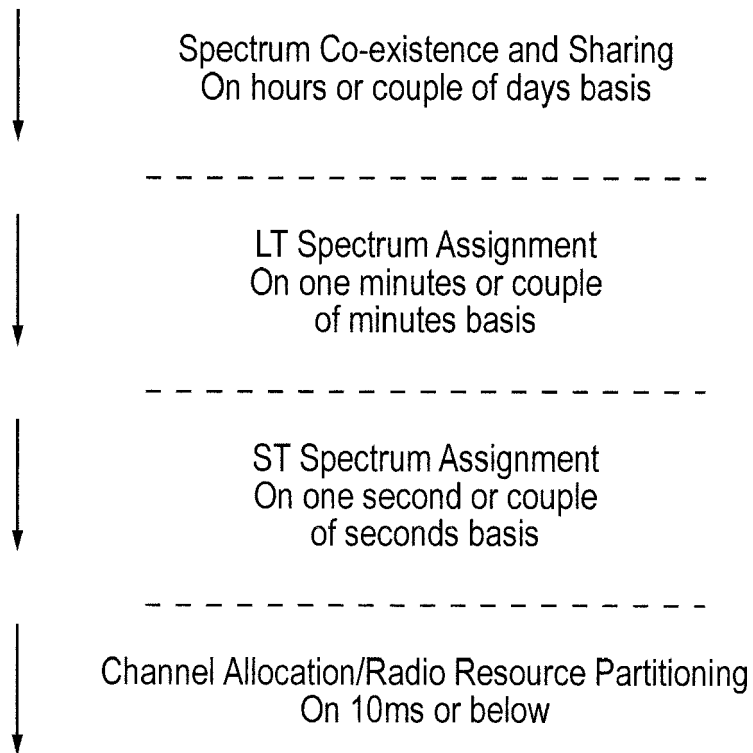 Spectrum Co-existence and Sharing
On hours or couple of days basis
LT Spectrum Assignment
On one minutes or couple
of minutes basis
ST Spectrum Assignment
On one second or couple
of seconds basis
Channel Allocation/Radio Resource Partitioning
On 10ms or below